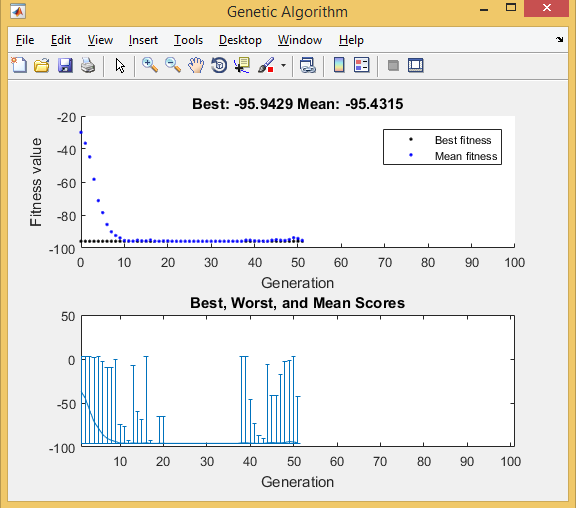 Genetic Algorithm
File Edit View Insert Tools Desktop Window Help
Best: -95.9429 Mean: -95.4315
-20
-40
-60
-80
-100
Fitness value
Best fitness
Mean fitness
0 10 20 30 40 50 60 70 80 90 100
Generation
Best, Worst, and Mean Scores
50
0
-50
-100
10 20 30 40 50 60 70 80 90 100
Generation